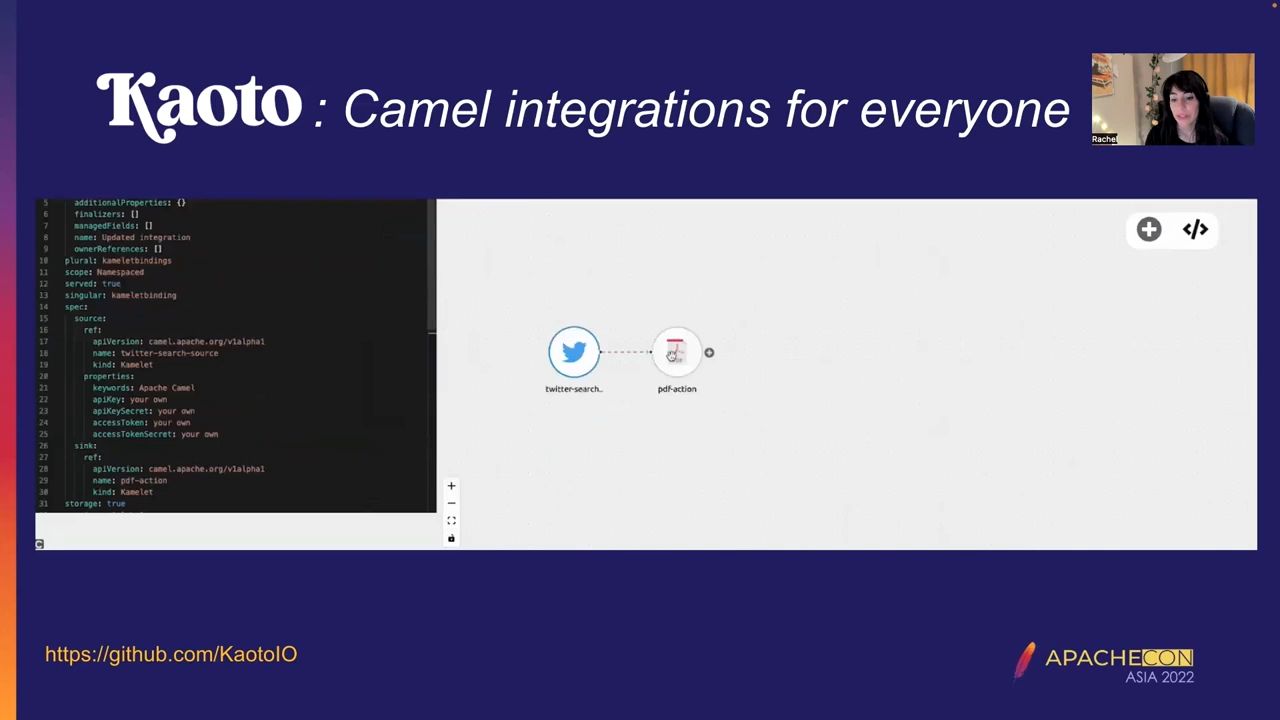 Kaoto : Camel integrations for everyone
Rachel
5 additionalProperties: {}
6 finalizers: []
7 managedFields: []
8 name: Updated integration
9 ownerReferences: []
10 plural: kameletbindings
11 scope: Namespaced
12 served: true
13 singular: kameletbinding
14 spec:
15 source:
16 ref:
17 apiVersion: camel.apache.org/v1alpha1
18 name: twitter-search-source
19 kind: Kamelet
20 properties:
21 keywords: Apache Camel
22 apiKey: your own
23 apiKeySecret: your own
24 accessToken: your own
25 accessTokenSecret: your own
26 sink:
27 ref:
28 apiVersion: camel.apache.org/v1alpha1
29 name: pdf-action
30 kind: Kamelet
31 storage: true
twitter-search..
pdf-action
https://github.com/KaotoIO
APACHECON
ASIA 2022